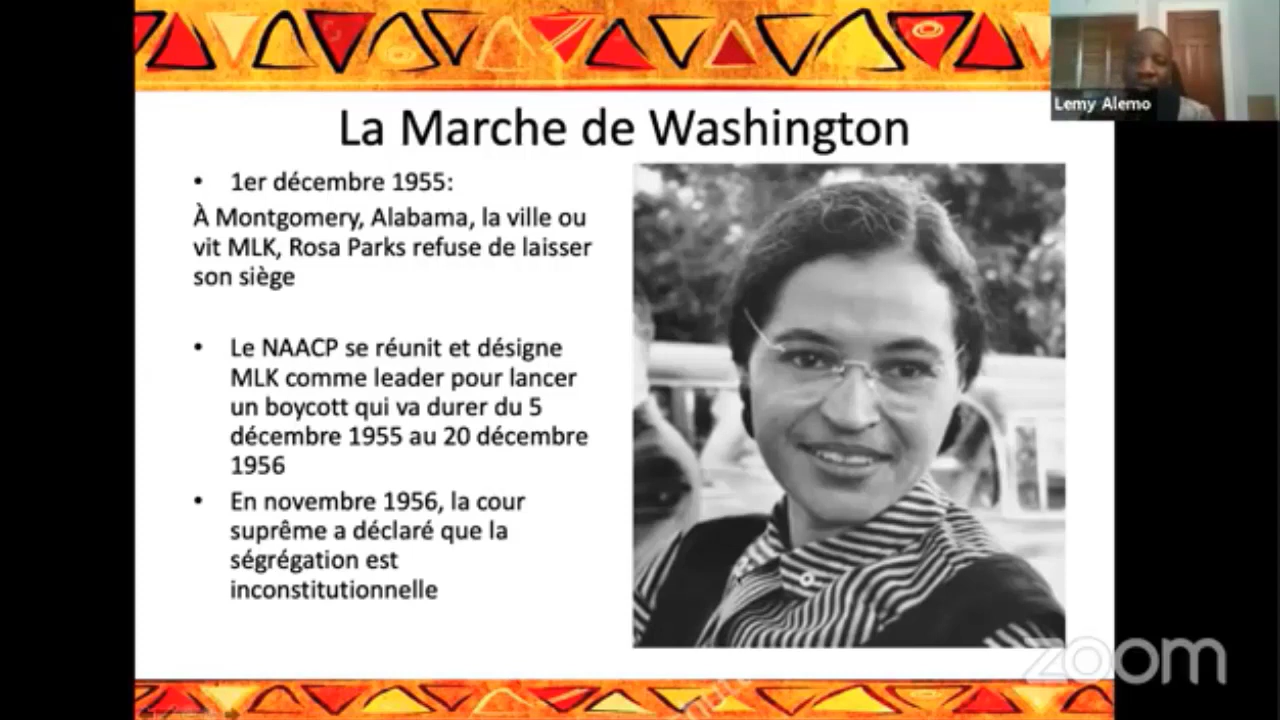 La Marche de Washington
Lemy Alemo
• 1er décembre 1955:
À Montgomery, Alabama, la ville ou
vit MLK, Rosa Parks refuse de laisser
son siège
• Le NAACP se réunit et désigne
MLK comme leader pour lancer
un boycott qui va durer du 5
décembre 1955 au 20 décembre
1956
• En novembre 1956, la cour
suprême a déclaré que la
ségrégation est
inconstitutionnelle
zoom